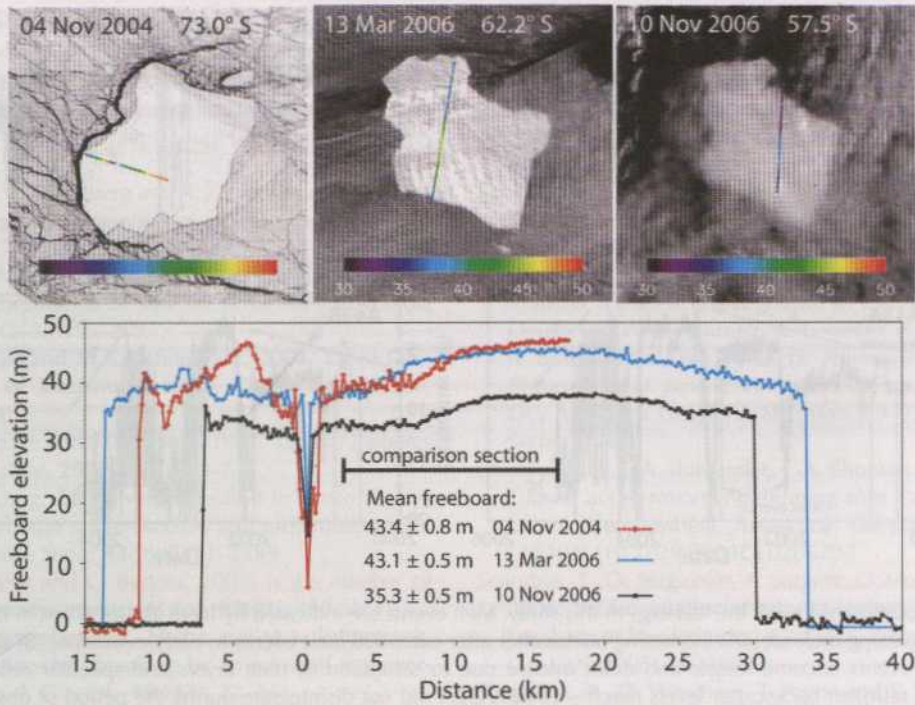 04 Nov 2004 73.0° S
13 Mar 2006 62.2° S
10 Nov 2006 57.5° S
30 35 40 45 50
30 35 40 45 50
Freeboard elevation (m)
50
40
30
20
10
0
comparison section
Mean freeboard:
43.4 ± 0.8 m 04 Nov 2004
43.1 ± 0.5 m 13 Mar 2006
35.3 ± 0.5 m 10 Nov 2006
15 10 5 0 5 10 15 20 25 30 35 40
Distance (km)